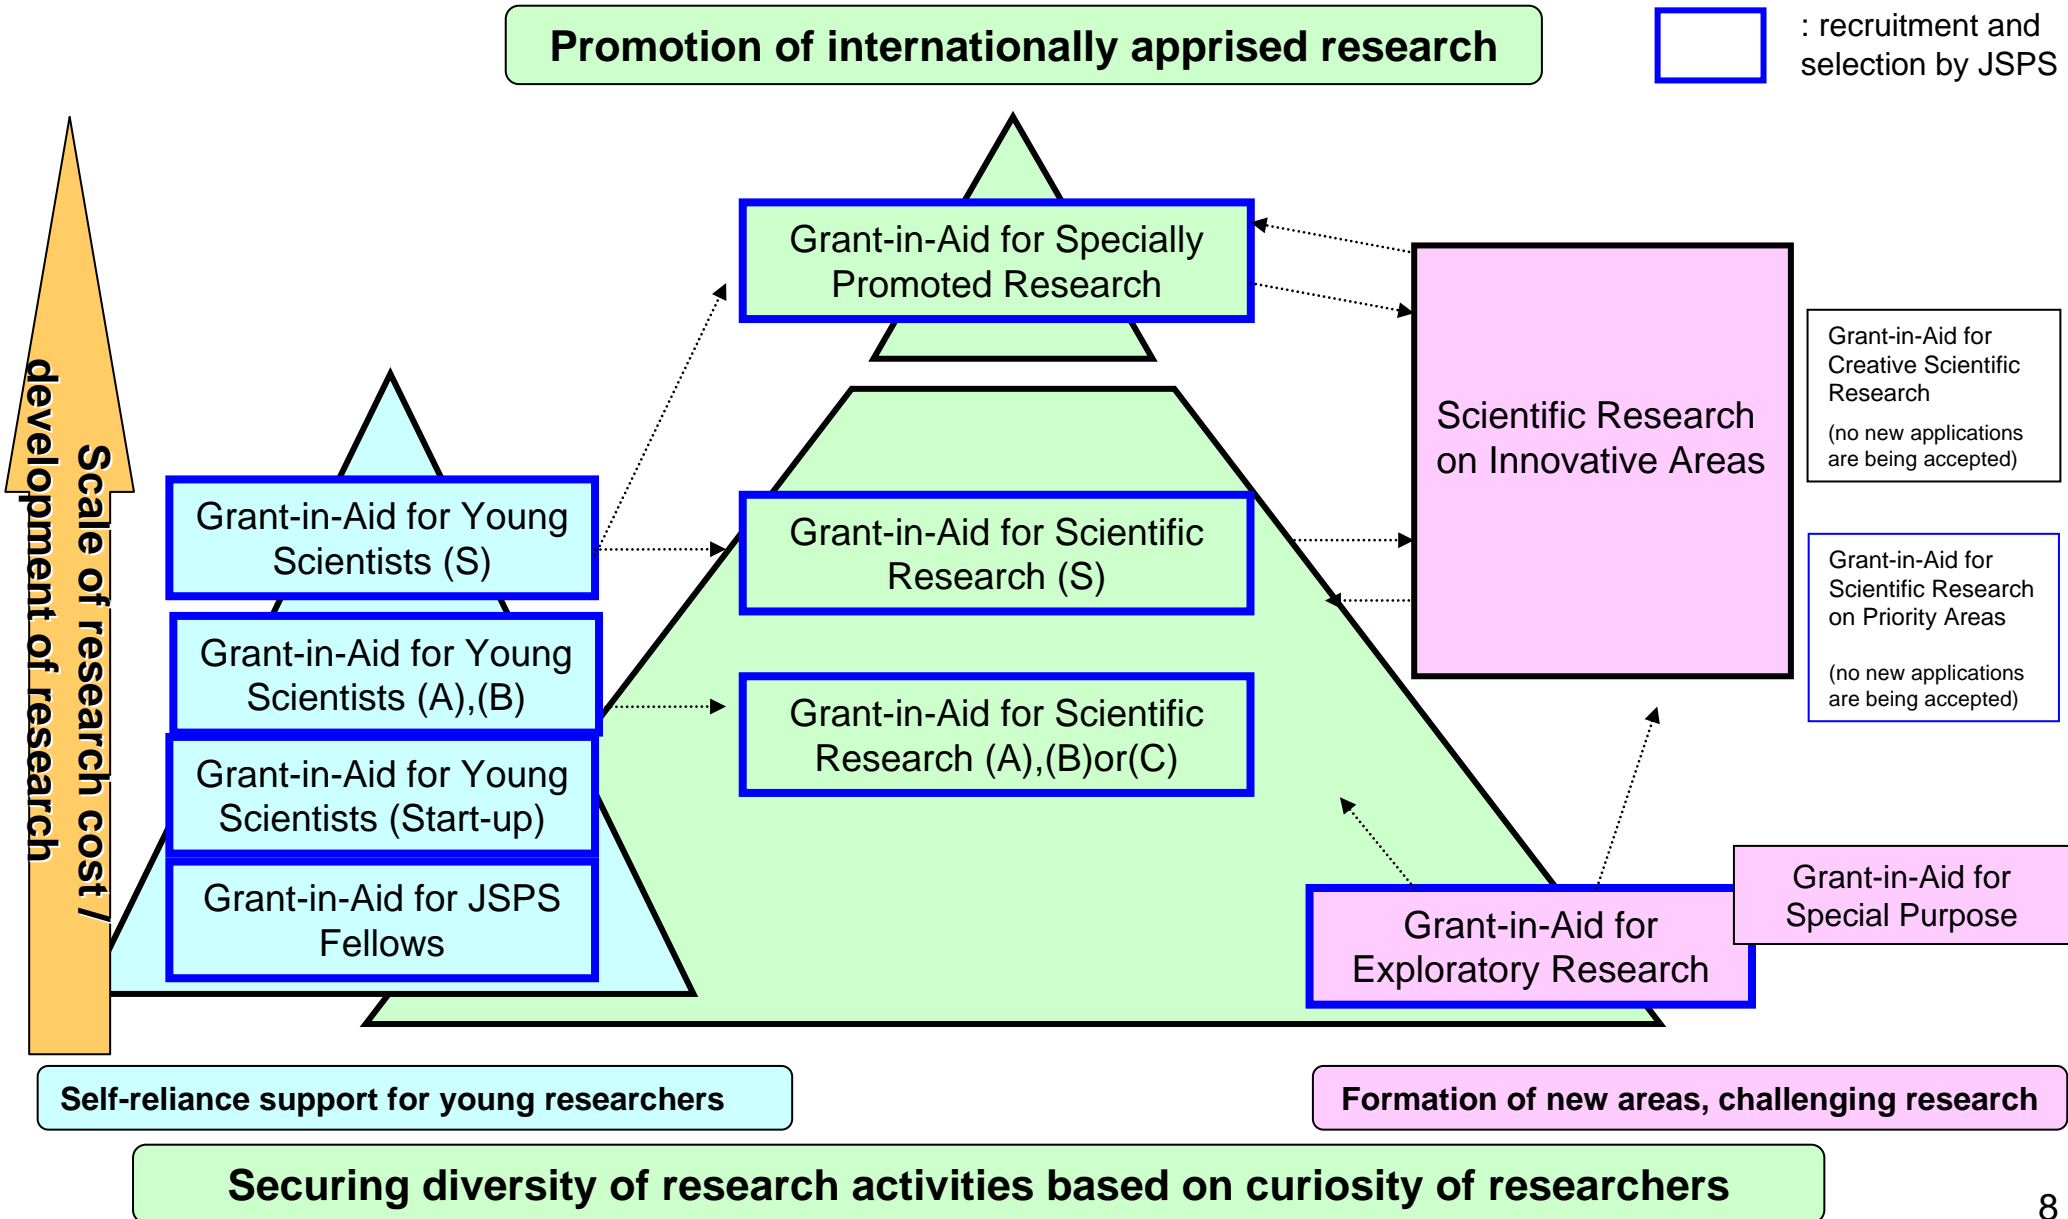 Promotion of internationally apprised research
: recruitment and
selection by JSPS
Scale of research cost /
development of research
Grant-in-Aid for Specially
Promoted Research
Scientific Research
on Innovative Areas
Grant-in-Aid for
Creative Scientific
Research
(no new applications
are being accepted)
Grant-in-Aid for Young
Scientists (S)
Grant-in-Aid for Scientific
Research (S)
Grant-in-Aid for
Scientific Research
on Priority Areas
(no new applications
are being accepted)
Grant-in-Aid for Young
Scientists (A),(B)
Grant-in-Aid for Scientific
Research (A),(B)or(C)
Grant-in-Aid for Young
Scientists (Start-up)
Grant-in-Aid for JSPS
Fellows
Grant-in-Aid for
Exploratory Research
Grant-in-Aid for
Special Purpose
Self-reliance support for young researchers
Formation of new areas, challenging research
Securing diversity of research activities based on curiosity of researchers
8